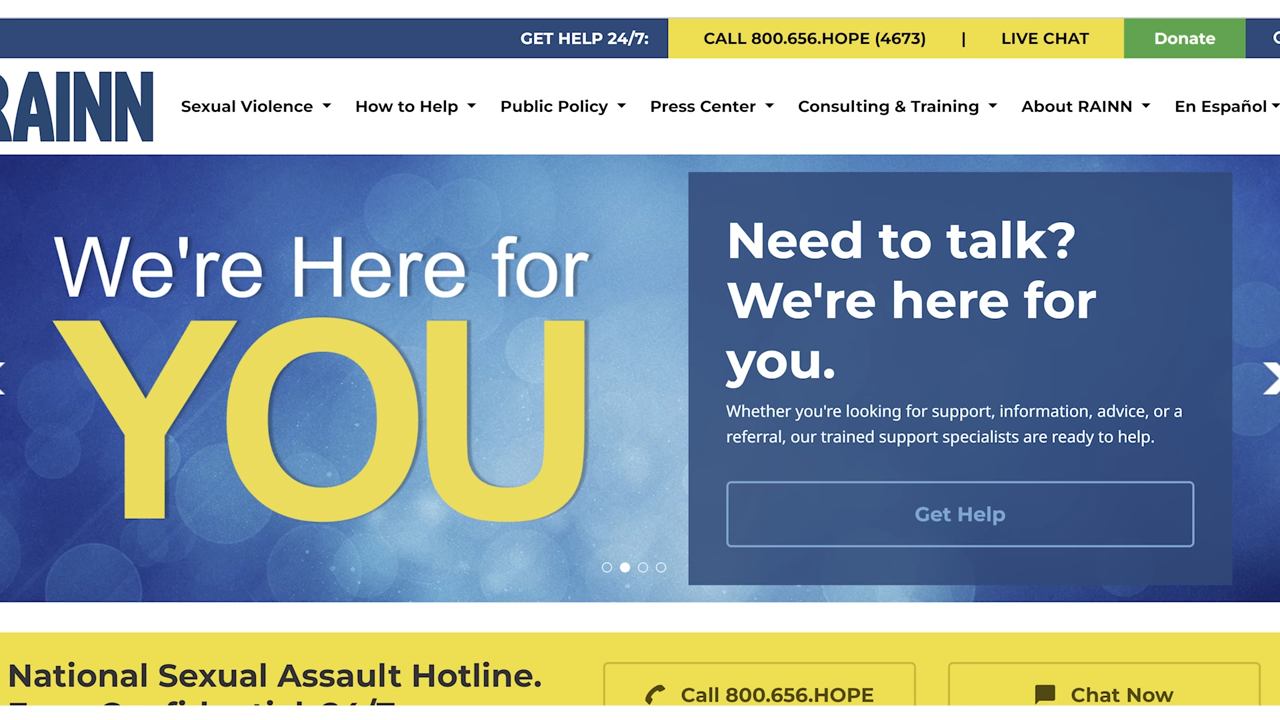 GET HELP 24/7: CALL 800.656.HOPE (4673) | LIVE CHAT Donate
RAINN Sexual Violence How to Help Public Policy Press Center Consulting & Training About RAINN En Español
We're Here for
YOU
Need to talk?
We're here for
you.
Whether you're looking for support, information, advice, or a
referral, our trained support specialists are ready to help.
Get Help
National Sexual Assault Hotline.
Call 800.656.HOPE
Chat Now